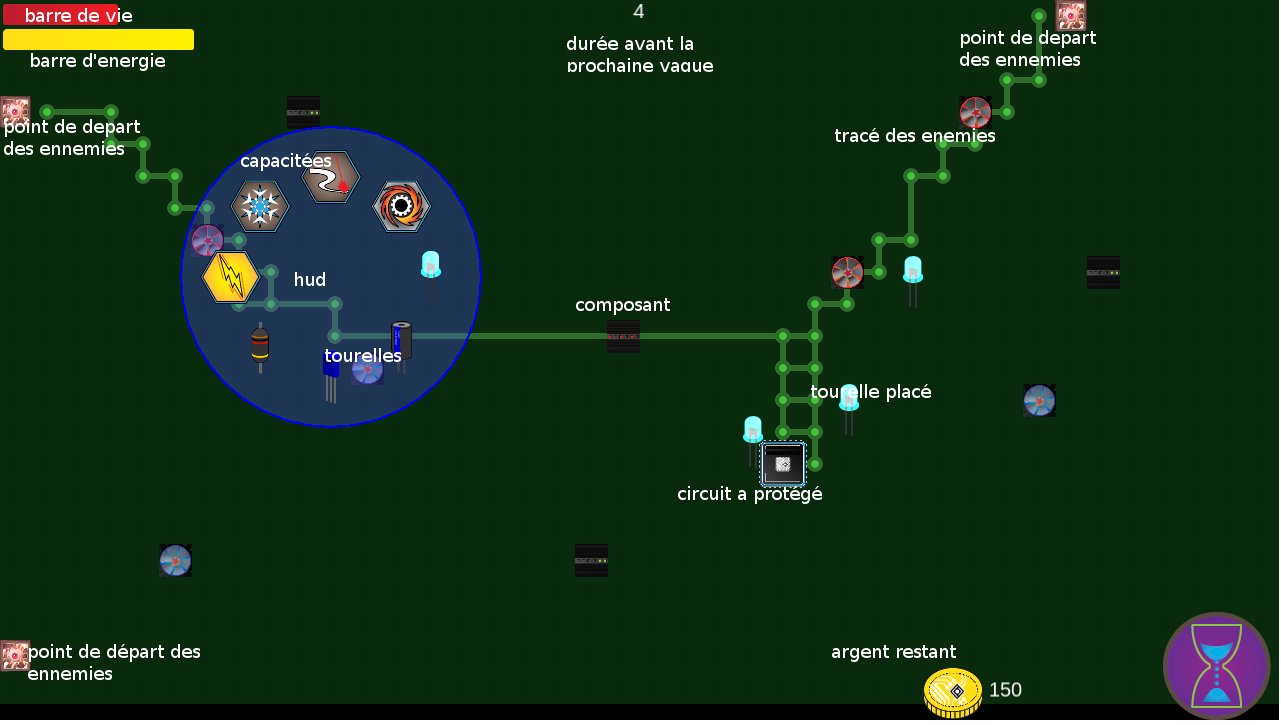 barre de vie
barre d'energie
4
durée avant la
prochaine vague
point de depart
des ennemies
point de depart
des ennemies
tracé des enemies
capacitées
hud
composant
tourelles
tourelle placé
circuit a protégé
point de départ des
ennemies
argent restant
150